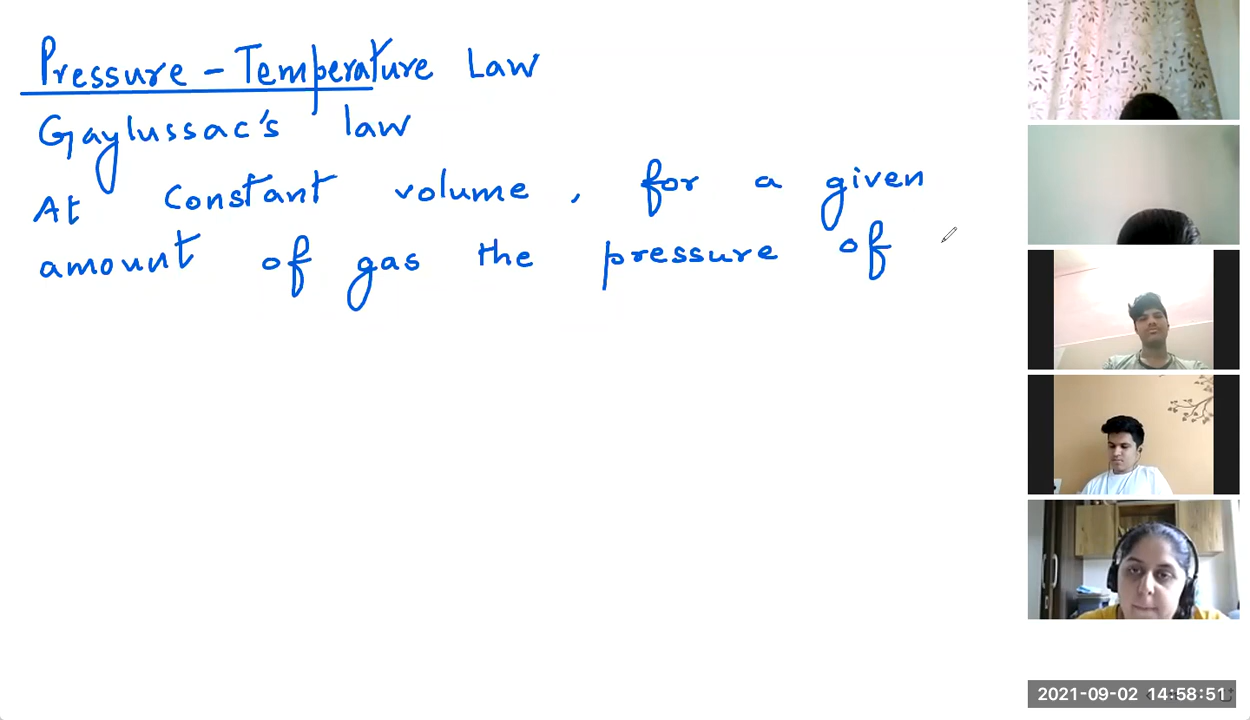 Pressure - Temperature Law
Gaylussac's law
At constant volume, for a given
amount of gas the pressure of
2021-09-02 14:58:51